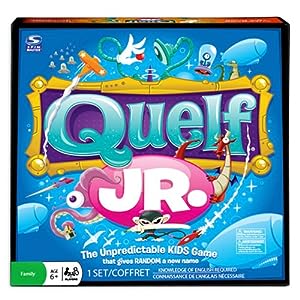 SPIN
MASTER
Quelf
JR.
The Unpredictable KIDS Game
that gives RANDOM a new name
Family
AGE
6+
PLAYERS
1 SET/COFFRET
KNOWLEDGE OF ENGLISH REQUIRED
CONNAISSANCE DE L'ANGLAIS NÉCESSAIRE